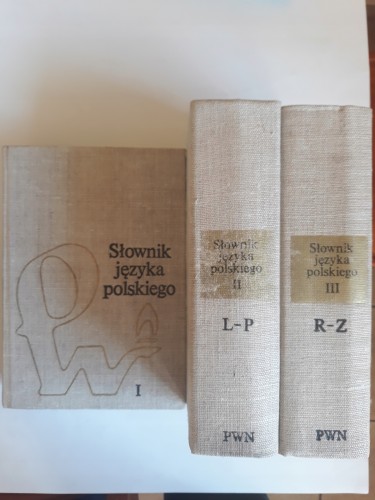 Słownik
języka
polskiego
I
Słownik
języka
polskiego
II
L-P
PWN
Słownik
języka
polskiego
III
R-Z
PWN